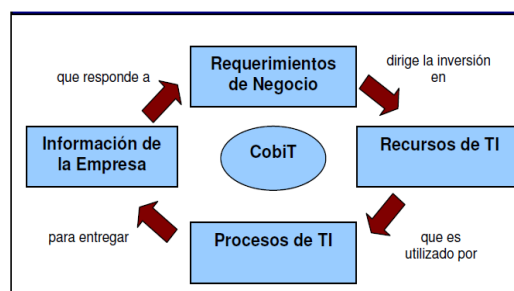 Requerimientos
de Negocio
que responde a
dirige la inversión
en
Información de
la Empresa
CobiT
Recursos de TI
para entregar
Procesos de TI
que es
utilizado por